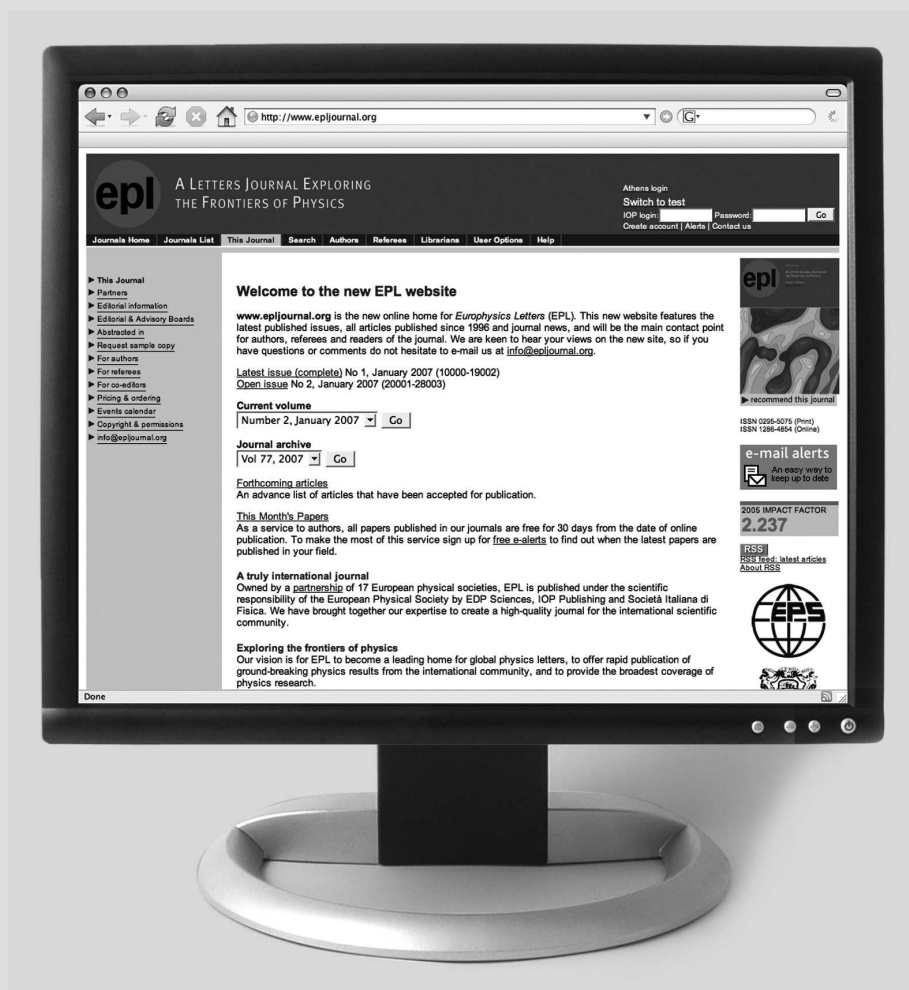 http://www.epljournal.org
G
epl
A LETTERS JOURNAL EXPLORING
THE FRONTIERS OF PHYSICS
Athens login
Switch to test
IOP login: Password: Go
Create account | Alerts | Contact us
Journals Home Journals List This Journal Search Authors Referees Librarians User Options Help
This Journal
Partners
Editorial information
Editorial & Advisory Boards
Abstracted in
Request sample copy
For authors
For referees
For co-editors
Pricing & ordering
Events calendar
Copyright & permissions
info@epljournal.org
Welcome to the new EPL website
www.epljournal.org is the new online home for Europhysics Letters (EPL). This new website features the
latest published issues, all articles published since 1996 and journal news, and will be the main contact point
for authors, referees and readers of the journal. We are keen to hear your views on the new site, so if you
have questions or comments do not hesitate to e-mail us at info@epljournal.org.
Latest issue (complete) No 1, January 2007 (10000-19002)
Open issue No 2, January 2007 (20001-28003)
Current volume
Number 2, January 2007 Go
Journal archive
Vol 77, 2007 Go
Forthcoming articles
An advance list of articles that have been accepted for publication.
This Month's Papers
As a service to authors, all papers published in our journals are free for 30 days from the date of online
publication. To make the most of this service sign up for free e-alerts to find out when the latest papers are
published in your field.
A truly international journal
Owned by a partnership of 17 European physical societies, EPL is published under the scientific
responsibility of the European Physical Society by EDP Sciences, IOP Publishing and Società Italiana di
Fisica. We have brought together our expertise to create a high-quality journal for the international scientific
community.
Exploring the frontiers of physics
Our vision is for EPL to become a leading home for global physics letters, to offer rapid publication of
ground-breaking physics results from the international community, and to provide the broadest coverage of
physics research.
epl
recommend this journal
ISSN 0295-5075 (Print)
ISSN 1286-4854 (Online)
e-mail alerts
An easy way to
keep up to date
2005 IMPACT FACTOR
2.237
RSS
RSS feed: latest articles
About RSS
EPS
Done